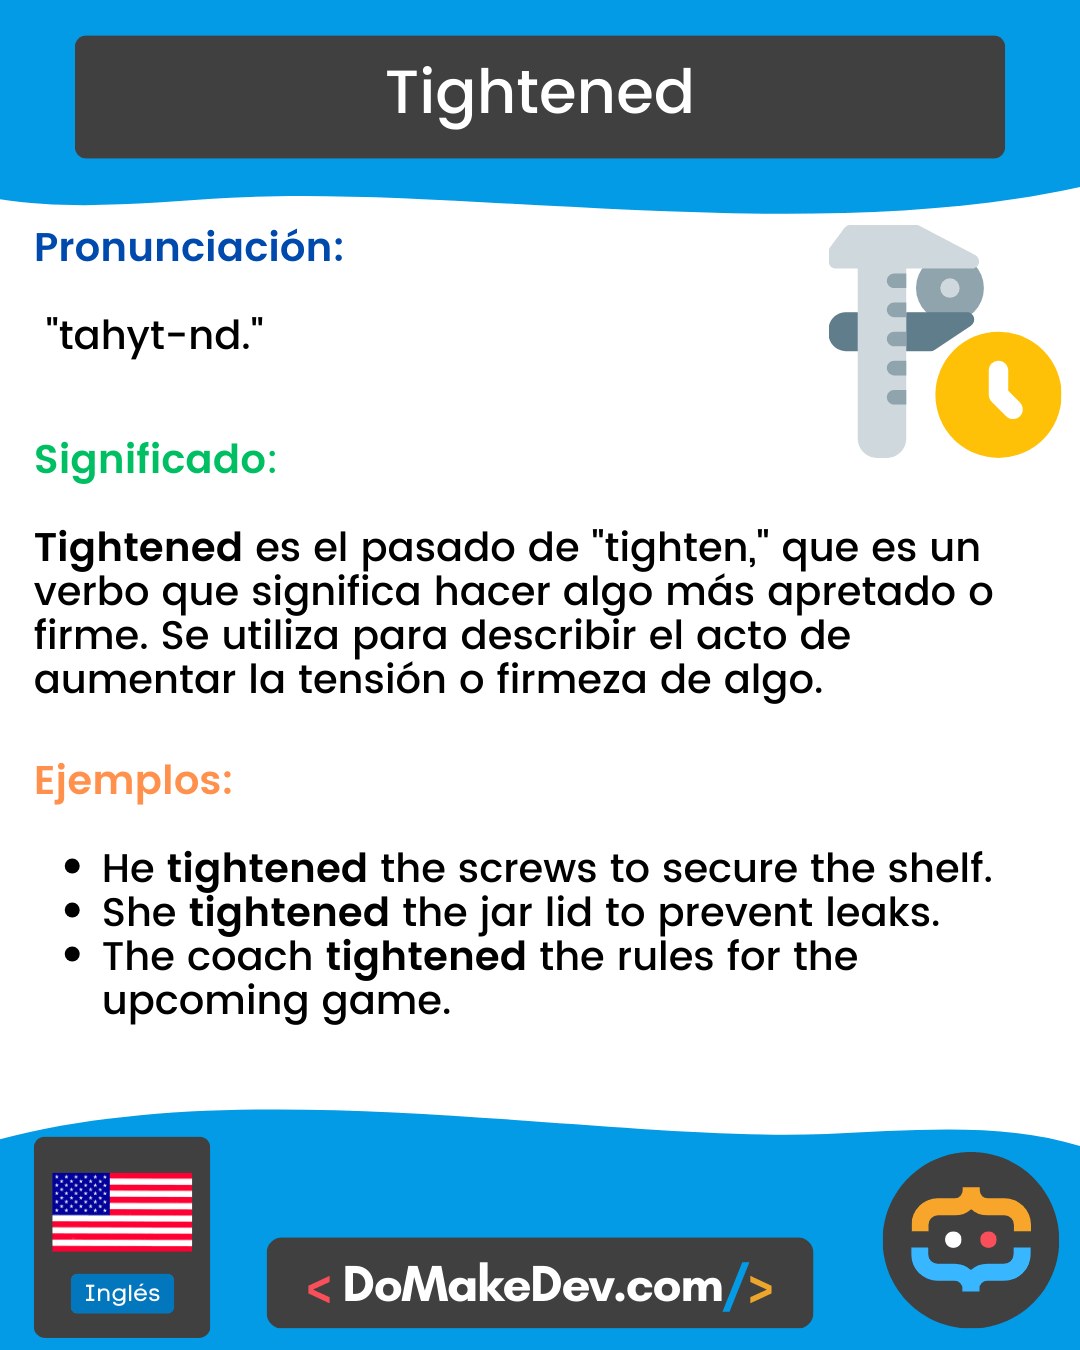 Tightened
Pronunciación:
"tahyt-nd."
Significado:
Tightened es el pasado de "tighten," que es un
verbo que significa hacer algo más apretado o
firme. Se utiliza para describir el acto de
aumentar la tensión o firmeza de algo.
Ejemplos:
• He tightened the screws to secure the shelf.
• She tightened the jar lid to prevent leaks.
• The coach tightened the rules for the
upcoming game.
Inglés
< DoMakeDev.com/>